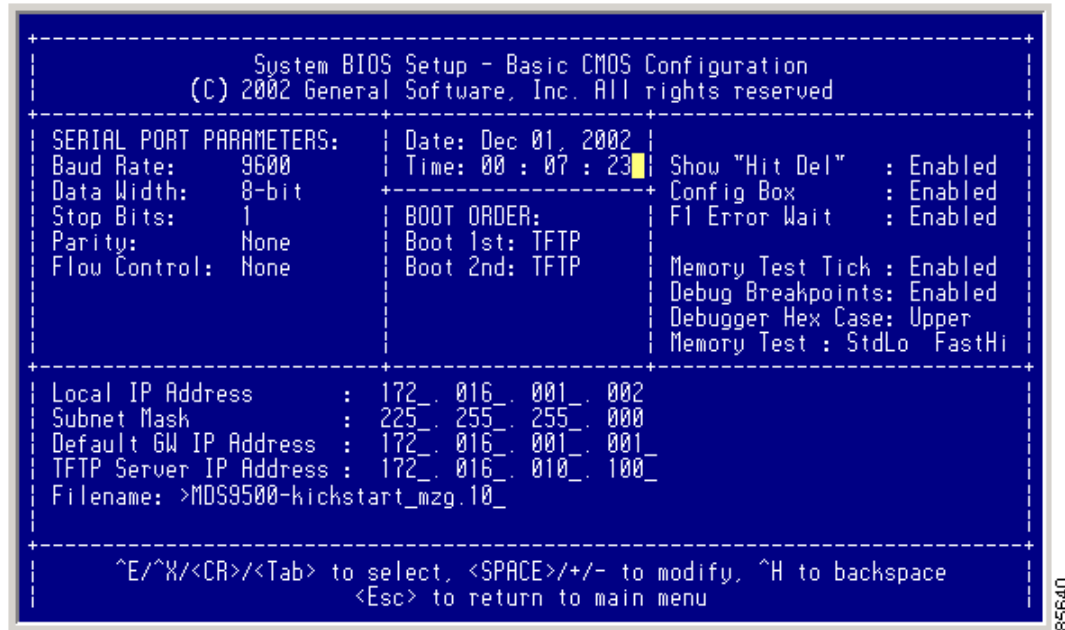 System BIOS Setup - Basic CMOS Configuration
(C) 2002 General Software, Inc. All rights reserved
SERIAL PORT PARAMETERS:
Baud Rate: 9600
Data Width: 8-bit
Stop Bits: 1
Parity: None
Flow Control: None
Date: Dec 01, 2002
Time: 00 : 07 : 23
BOOT ORDER:
Boot 1st: TFTP
Boot 2nd: TFTP
Show "Hit Del" : Enabled
Config Box : Enabled
F1 Error Wait : Enabled
Memory Test Tick : Enabled
Debug Breakpoints: Enabled
Debugger Hex Case: Upper
Memory Test : StdLo FastHi
Local IP Address : 172_. 016_. 001_. 002
Subnet Mask : 225_. 255_. 255_. 000
Default GW IP Address : 172_. 016_. 001_. 001_
TFTP Server IP Address : 172_. 016_. 010_. 100_
Filename: >MDS9500-kickstart_mzg.10_
^E/^X/<CR>/<Tab> to select, <SPACE>/+/- to modify, ^H to backspace
<Esc> to return to main menu
85640